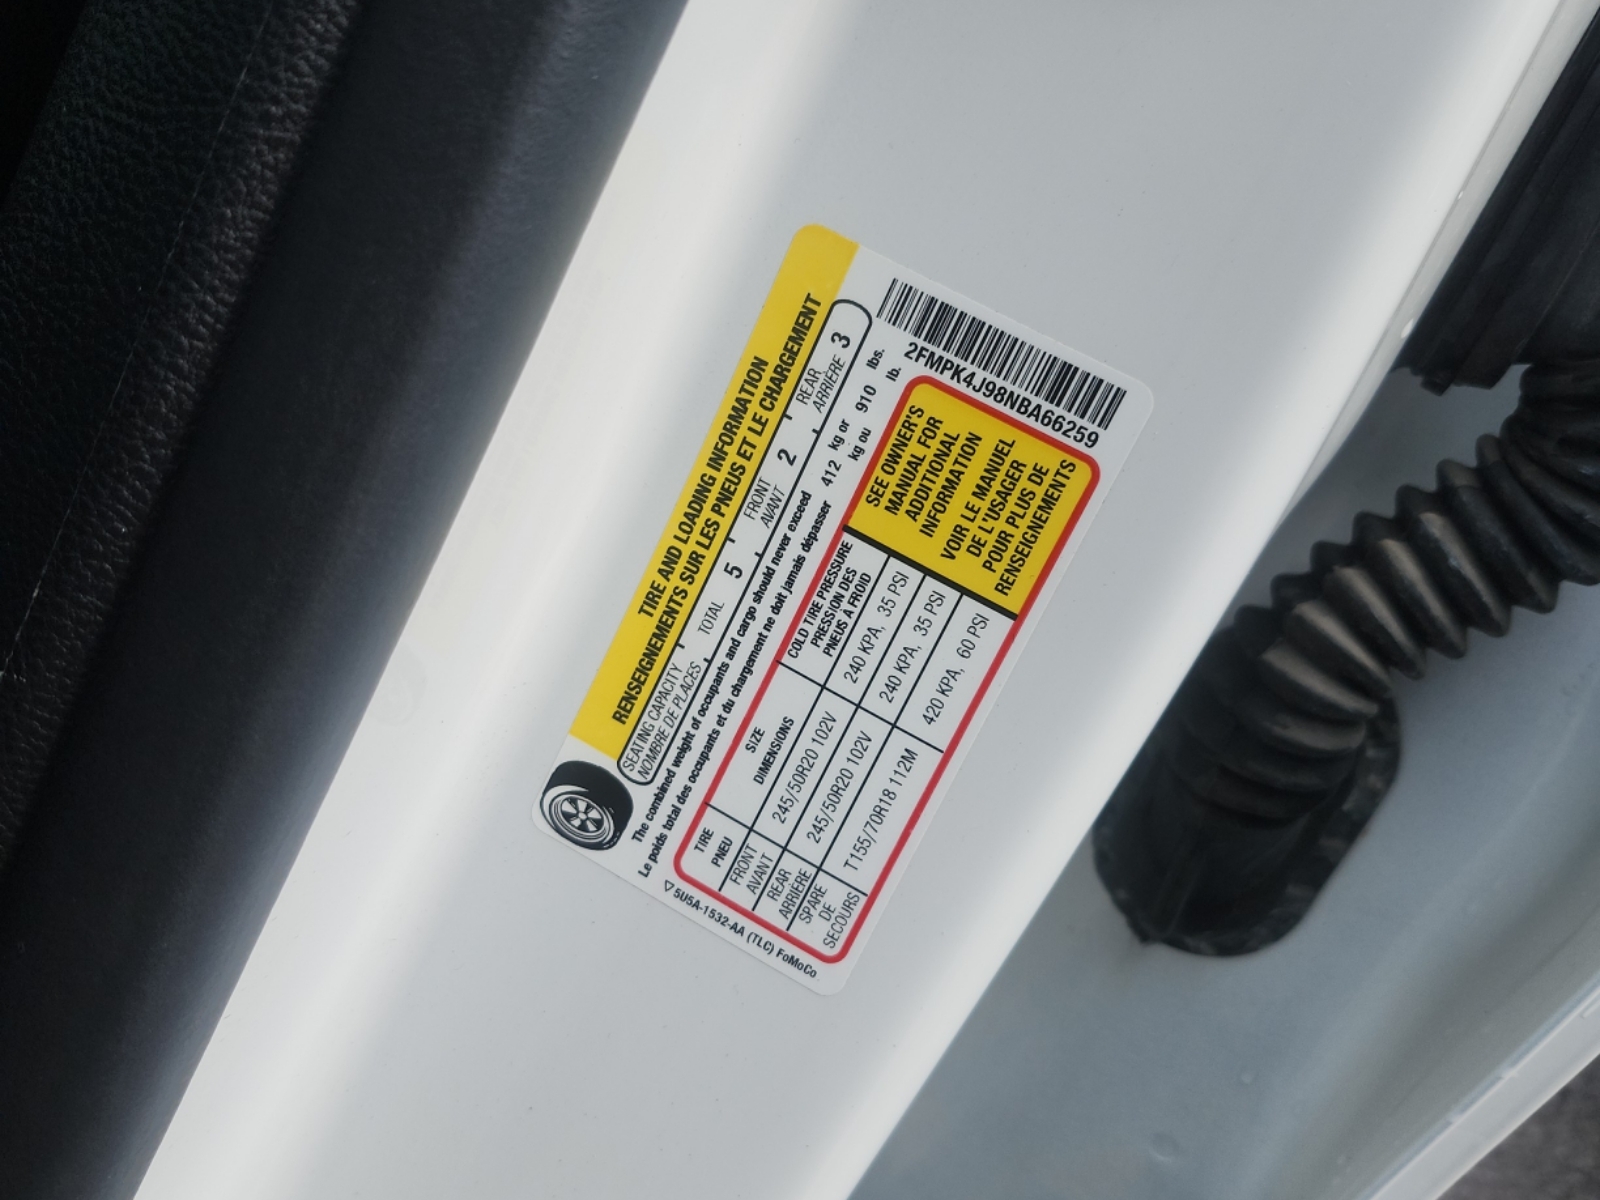 TIRE AND LOADING INFORMATION
RENSEIGNEMENTS SUR LES PNEUS ET LE CHARGEMENT
SEATING CAPACITY TOTAL 5 FRONT 2 REAR 3
NOMBRE DE PLACES AVANT ARRIÈRE
The combined weight of occupants and cargo should never exceed 412 kg or 910 lbs.
Le poids total des occupants et du chargement ne doit jamais dépasser kg ou lb.
2FMPK4J98NBA66259
TIRE SIZE COLD TIRE PRESSURE
PNEU DIMENSIONS PRESSION DES
PNEUS À FROID
FRONT 245/50R20 102V 240 KPA, 35 PSI
AVANT
REAR 245/50R20 102V 240 KPA, 35 PSI
ARRIÈRE
SPARE T155/70R18 112M 420 KPA, 60 PSI
DE
SECOURS
SEE OWNER'S
MANUAL FOR
ADDITIONAL
INFORMATION
VOIR LE MANUEL
DE L'USAGER
POUR PLUS DE
RENSEIGNEMENTS
5U5A-1532-AA (TLC) FoMoCo